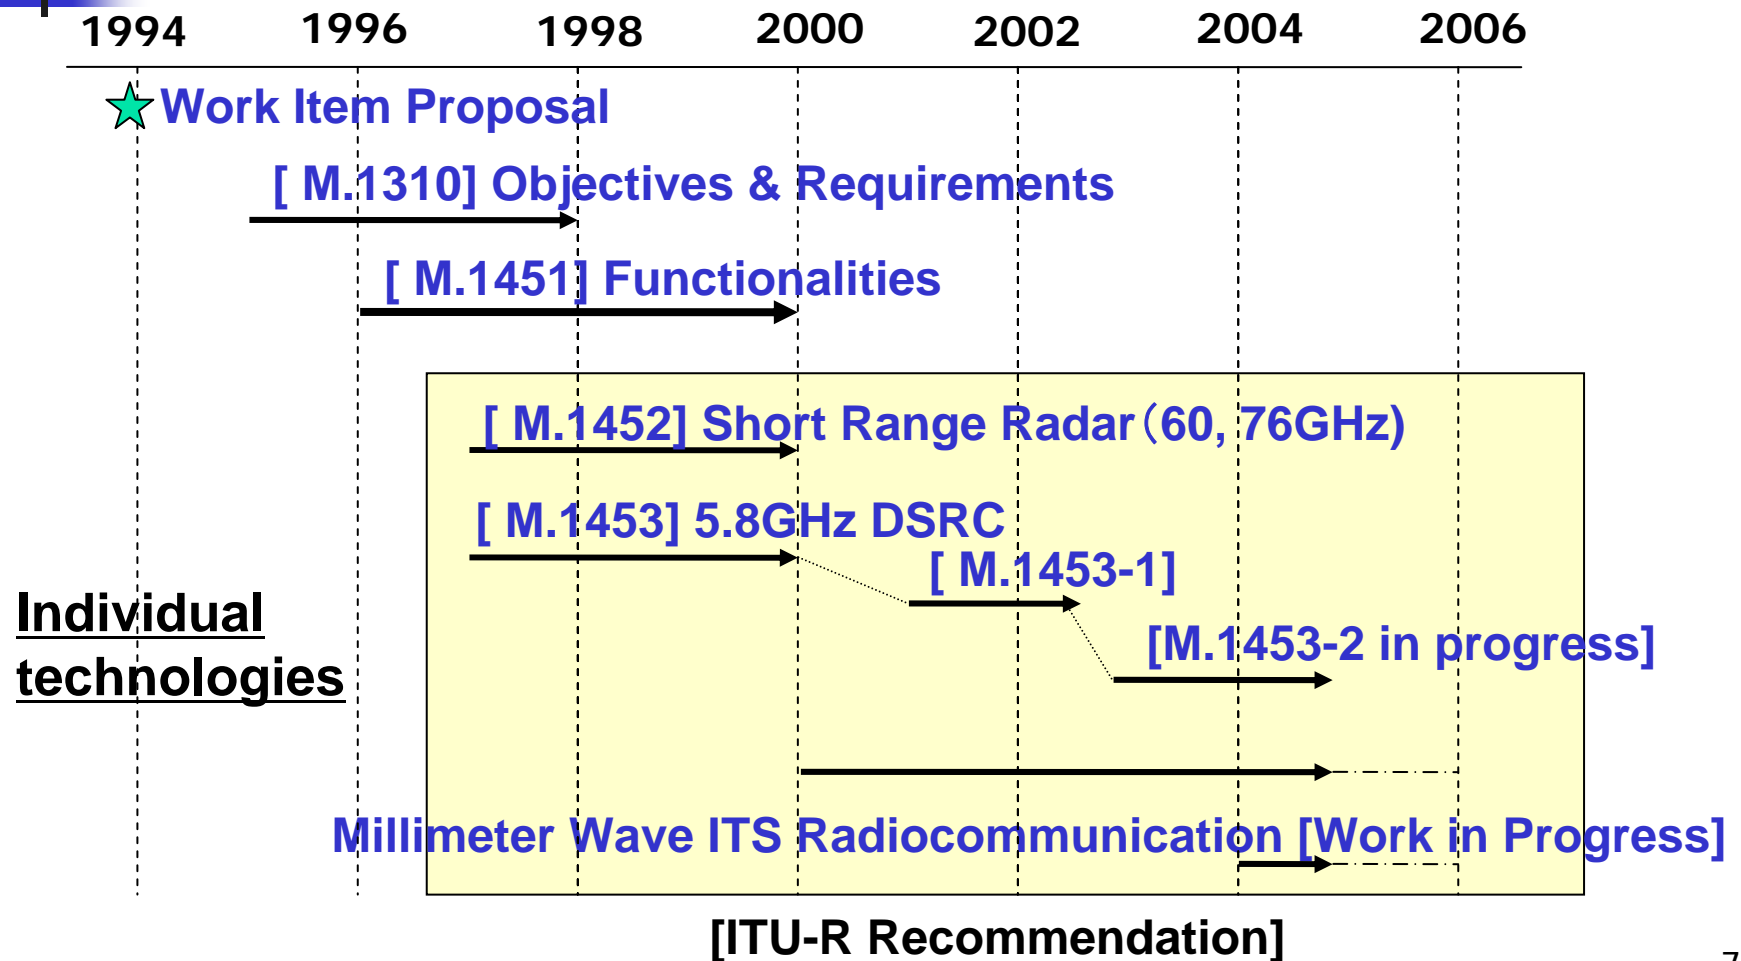 1994 1996 1998 2000 2002 2004 2006
Work Item Proposal
[ M.1310] Objectives & Requirements
[ M.1451] Functionalities
[ M.1452] Short Range Radar（60, 76GHz)
[ M.1453] 5.8GHz DSRC
[ M.1453-1]
Individual
technologies
[M.1453-2 in progress]
Millimeter Wave ITS Radiocommunication [Work in Progress]
[ITU-R Recommendation]